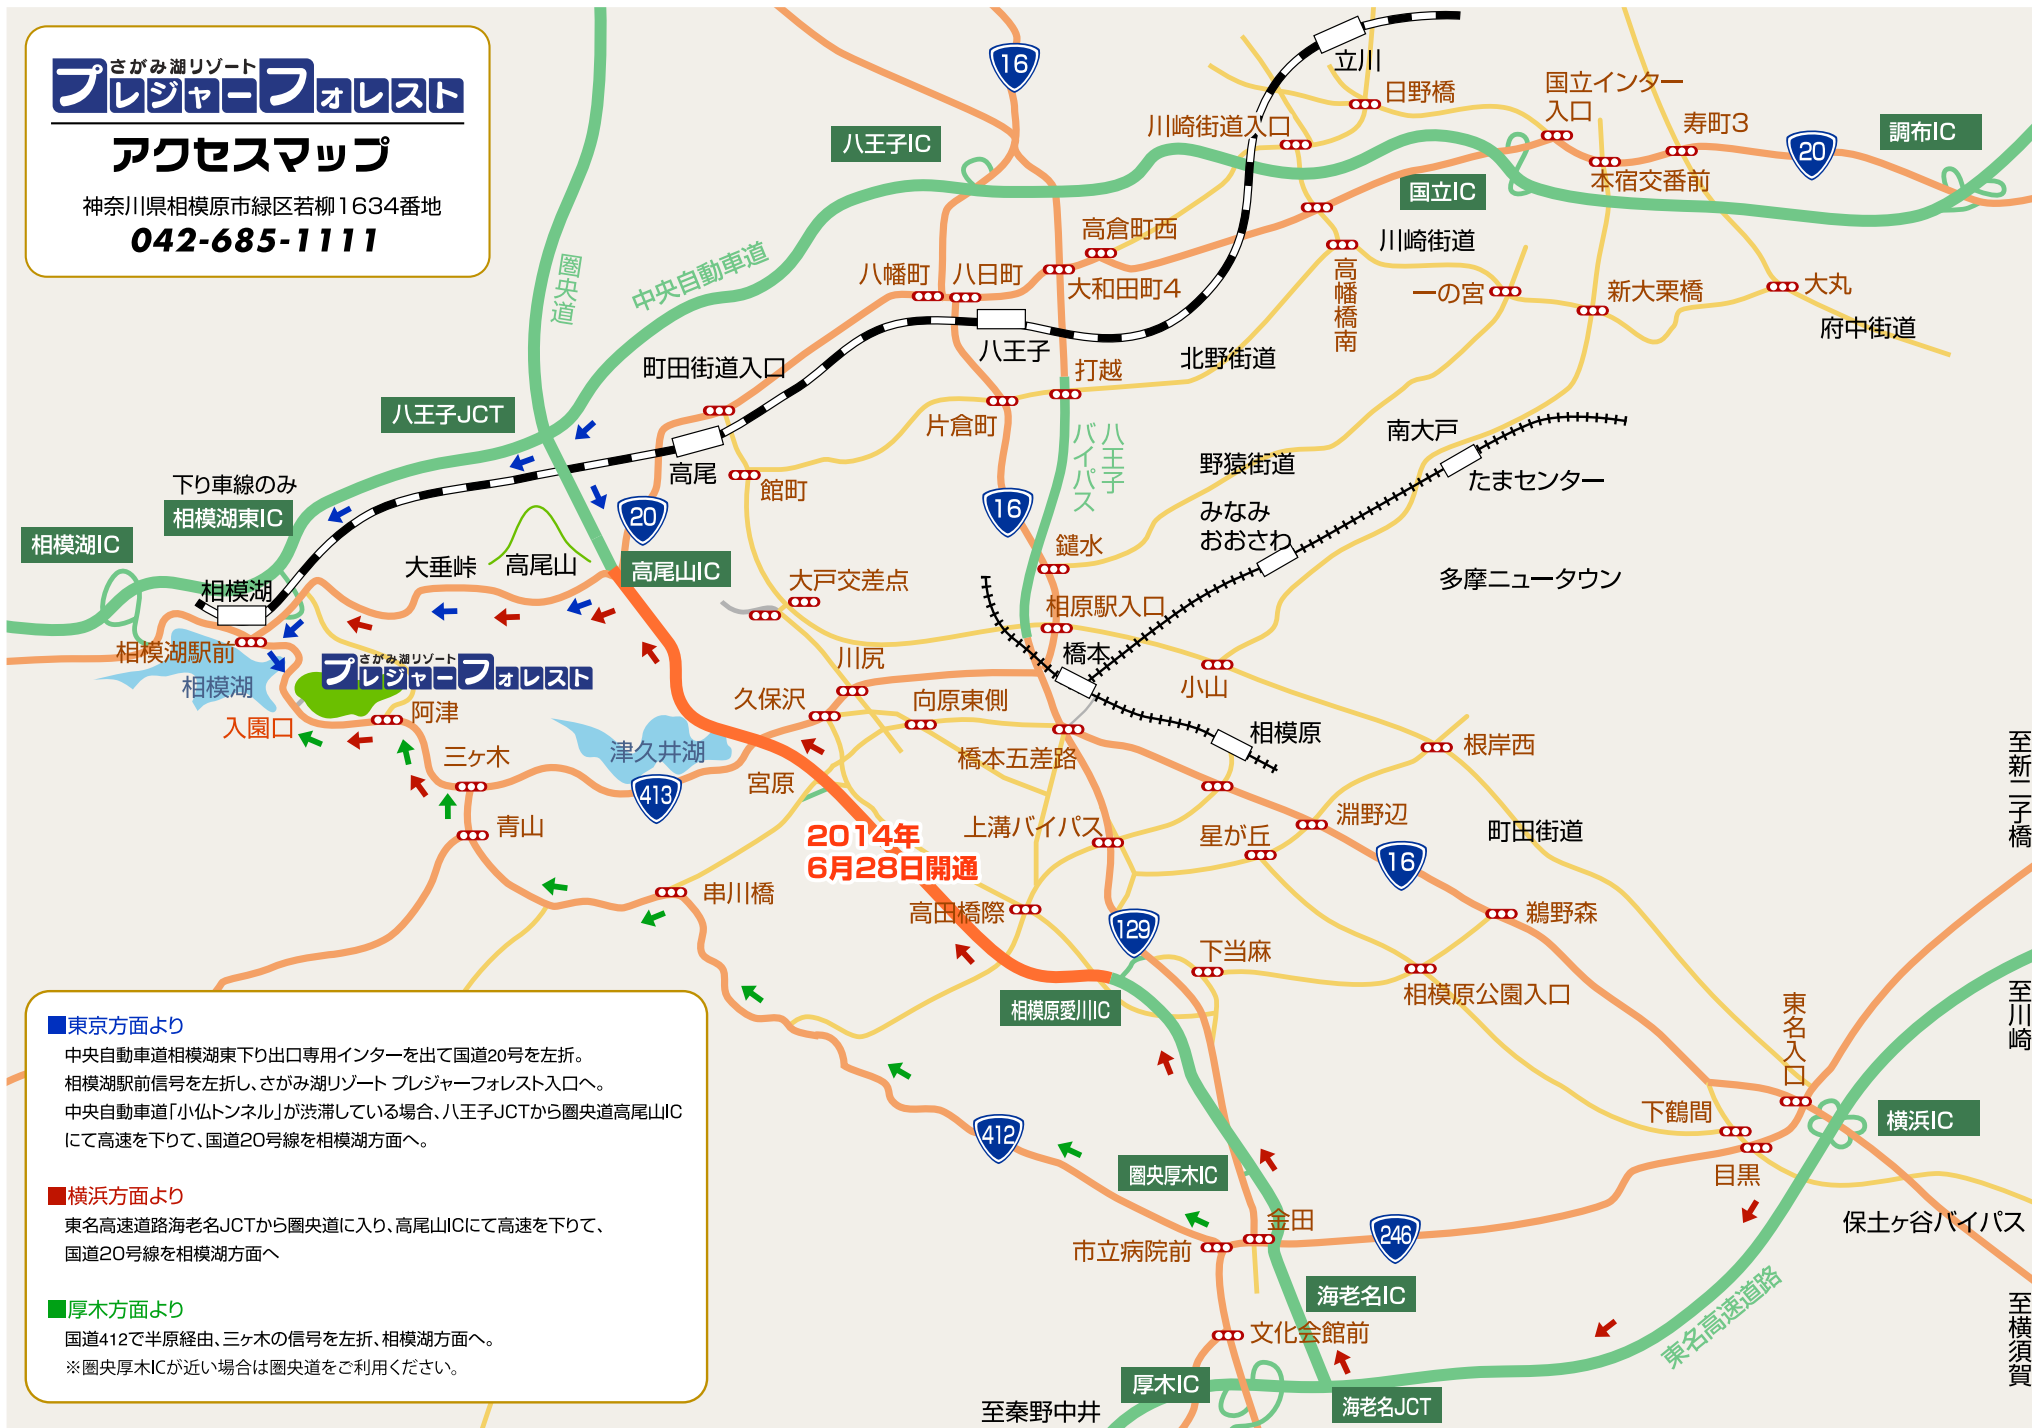 さがみ湖リゾート
プレジャーフォレスト
アクセスマップ
神奈川県相模原市緑区若柳1634番地
042-685-1111
16
立川
日野橋
国立インター
入口
寿町3
20
調布IC
川崎街道入口
八王子IC
国立IC
本宿交番前
高倉町西
川崎街道
圏央道
中央自動車道
八幡町
八日町
大和田町4
高幡橋南
一の宮
新大栗橋
大丸
府中街道
八王子
北野街道
町田街道入口
打越
八王子JCT
片倉町
八王子
バイパス
南大戸
高尾
館町
野猿街道
たまセンター
下り車線のみ
相模湖東IC
20
16
みなみ
おおさわ
相模湖IC
鑓水
大垂峠
高尾山
高尾山IC
相模湖
大戸交差点
多摩ニュータウン
相原駅入口
相模湖駅前
さがみ湖リゾート
プレジャーフォレスト
川尻
橋本
相模湖
小山
久保沢
向原東側
入園口
阿津
相模原
根岸西
三ヶ木
津久井湖
宮原
橋本五差路
至新二子橋
413
2014年
6月28日開通
青山
上溝バイパス
星が丘
淵野辺
町田街道
16
串川橋
高田橋際
129
鵜野森
下当麻
相模原公園入口
相模原愛川IC
東名入口
至川崎
■東京方面より
中央自動車道相模湖東下り出口専用インターを出て国道20号を左折。
相模湖駅前信号を左折し、さがみ湖リゾート プレジャーフォレスト入口へ。
中央自動車道「小仏トンネル」が渋滞している場合、八王子JCTから圏央道高尾山IC
にて高速を下りて、国道20号線を相模湖方面へ。
■横浜方面より
東名高速道路海老名JCTから圏央道に入り、高尾山ICにて高速を下りて、
国道20号線を相模湖方面へ
■厚木方面より
国道412で半原経由、三ヶ木の信号を左折、相模湖方面へ。
※圏央厚木ICが近い場合は圏央道をご利用ください。
412
下鶴間
横浜IC
圏央厚木IC
目黒
金田
市立病院前
246
保土ヶ谷バイパス
海老名IC
東名高速道路
文化会館前
至横須賀
厚木IC
海老名JCT
至秦野中井